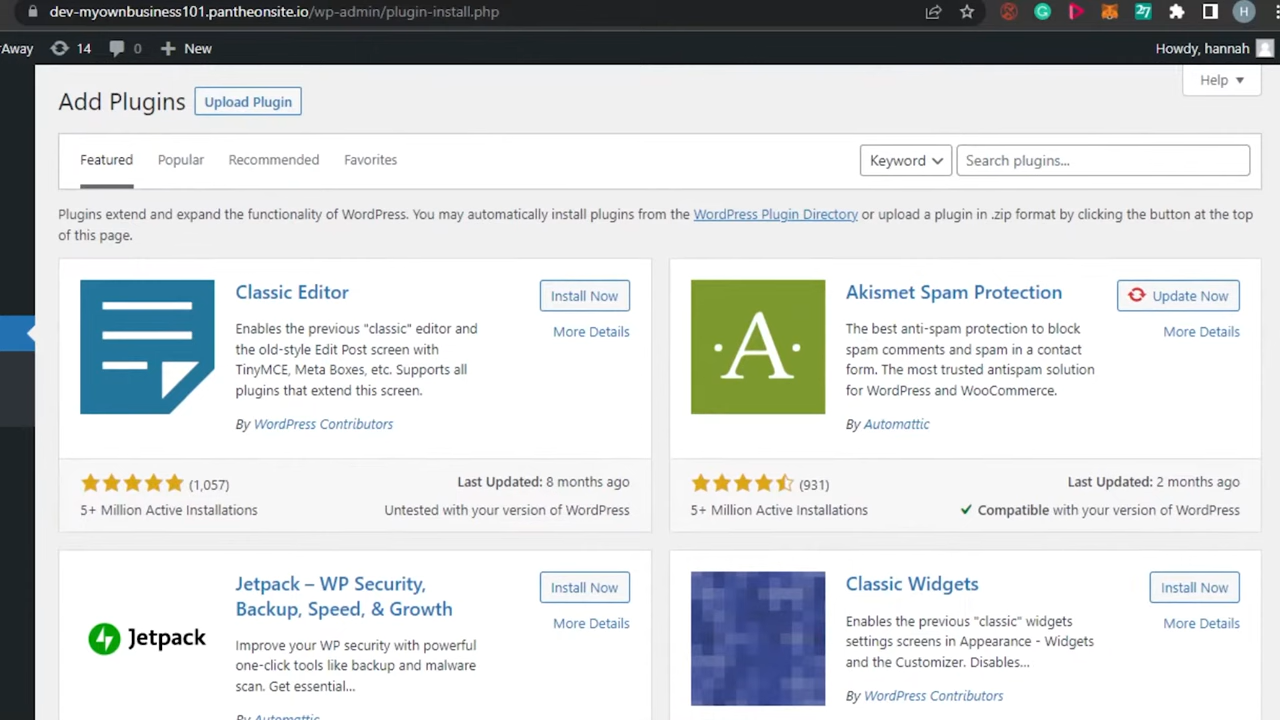 dev-myownbusiness101.pantheonsite.io/wp-admin/plugin-install.php
rAway 14 0 + New
Howdy, hannah
Help
Add Plugins
Upload Plugin
Featured Popular Recommended Favorites
Keyword
Search plugins...
Plugins extend and expand the functionality of WordPress. You may automatically install plugins from the WordPress Plugin Directory or upload a plugin in .zip format by clicking the button at the top
of this page.
Classic Editor
Install Now
More Details
Enables the previous "classic" editor and
the old-style Edit Post screen with
TinyMCE, Meta Boxes, etc. Supports all
plugins that extend this screen.
By WordPress Contributors
(1,057)
Last Updated: 8 months ago
5+ Million Active Installations
Untested with your version of WordPress
A
Akismet Spam Protection
Update Now
More Details
The best anti-spam protection to block
spam comments and spam in a contact
form. The most trusted antispam solution
for WordPress and WooCommerce.
By Automattic
(931)
Last Updated: 2 months ago
5+ Million Active Installations
Compatible with your version of WordPress
Jetpack
Jetpack – WP Security,
Backup, Speed, & Growth
Install Now
More Details
Improve your WP security with powerful
one-click tools like backup and malware
scan. Get essential...
By Automattic
Classic Widgets
Install Now
More Details
Enables the previous "classic" widgets
settings screens in Appearance - Widgets
and the Customizer. Disables...
By WordPress Contributors